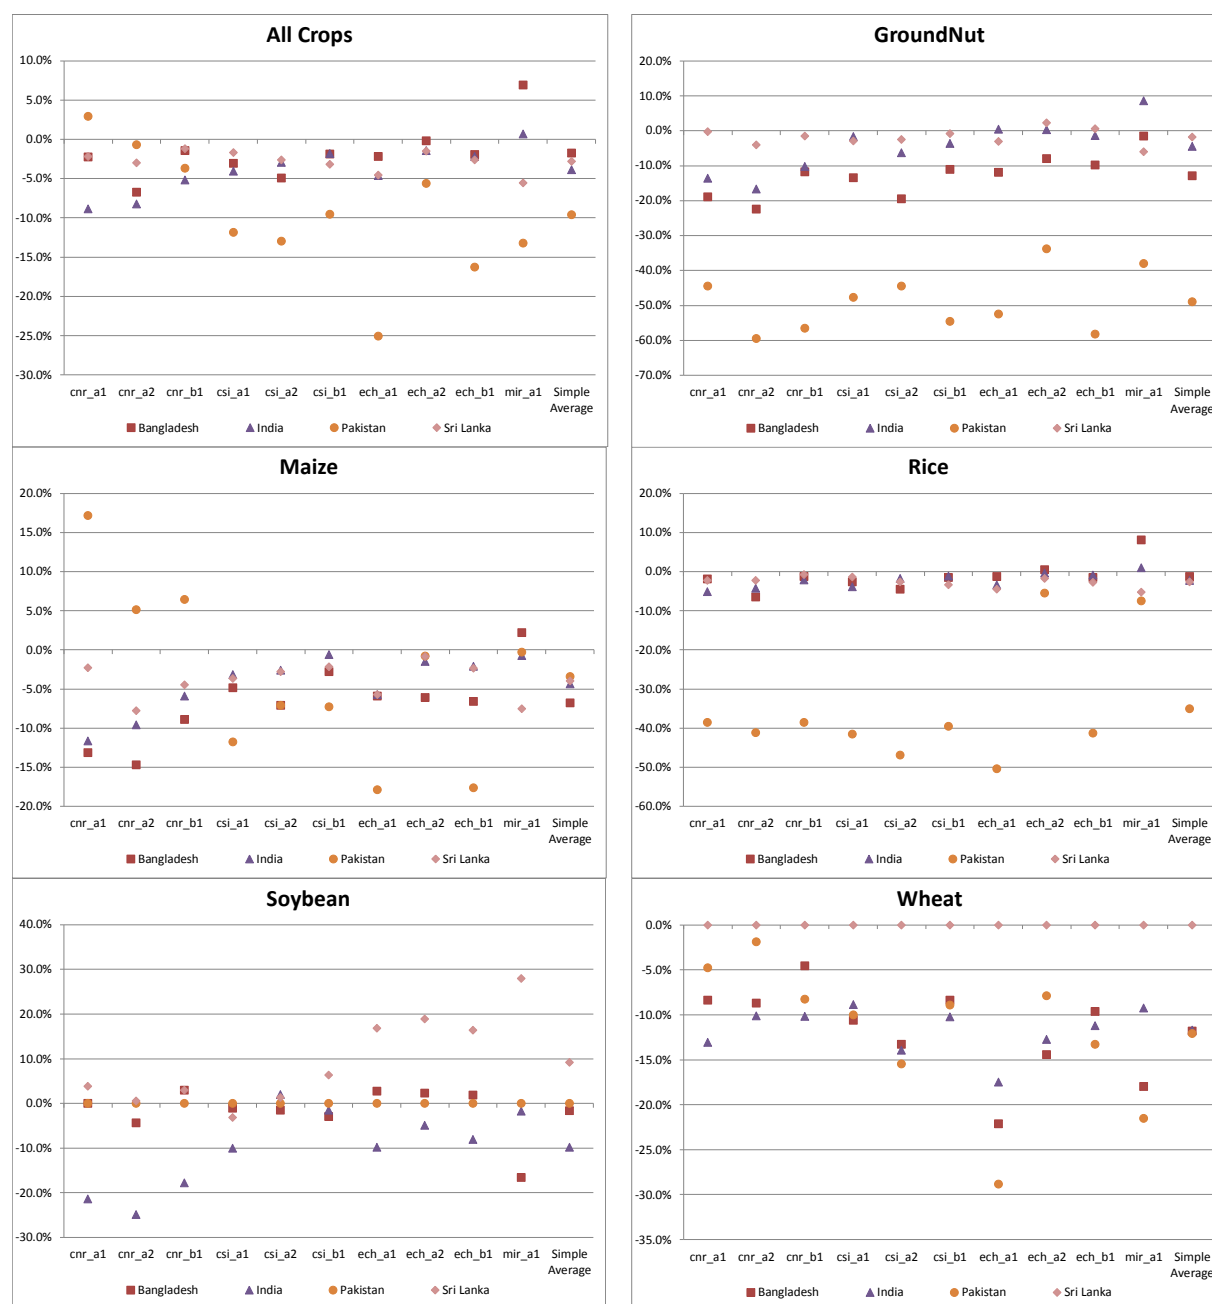 All Crops
10.0%
5.0%
0.0%
-5.0%
-10.0%
-15.0%
-20.0%
-25.0%
-30.0%
cnr_a1 cnr_a2 cnr_b1 csi_a1 csi_a2 csi_b1 ech_a1 ech_a2 ech_b1 mir_a1 Simple
Average
Bangladesh India Pakistan Sri Lanka
GroundNut
20.0%
10.0%
0.0%
-10.0%
-20.0%
-30.0%
-40.0%
-50.0%
-60.0%
-70.0%
cnr_a1 cnr_a2 cnr_b1 csi_a1 csi_a2 csi_b1 ech_a1 ech_a2 ech_b1 mir_a1 Simple
Average
Bangladesh India Pakistan Sri Lanka
Maize
20.0%
15.0%
10.0%
5.0%
0.0%
-5.0%
-10.0%
-15.0%
-20.0%
cnr_a1 cnr_a2 cnr_b1 csi_a1 csi_a2 csi_b1 ech_a1 ech_a2 ech_b1 mir_a1 Simple
Average
Bangladesh India Pakistan Sri Lanka
Rice
20.0%
10.0%
0.0%
-10.0%
-20.0%
-30.0%
-40.0%
-50.0%
-60.0%
cnr_a1 cnr_a2 cnr_b1 csi_a1 csi_a2 csi_b1 ech_a1 ech_a2 ech_b1 mir_a1 Simple
Average
Bangladesh India Pakistan Sri Lanka
Soybean
40.0%
30.0%
20.0%
10.0%
0.0%
-10.0%
-20.0%
-30.0%
cnr_a1 cnr_a2 cnr_b1 csi_a1 csi_a2 csi_b1 ech_a1 ech_a2 ech_b1 mir_a1 Simple
Average
Bangladesh India Pakistan Sri Lanka
Wheat
0.0%
-5.0%
-10.0%
-15.0%
-20.0%
-25.0%
-30.0%
-35.0%
cnr_a1 cnr_a2 cnr_b1 csi_a1 csi_a2 csi_b1 ech_a1 ech_a2 ech_b1 mir_a1 Simple
Average
Bangladesh India Pakistan Sri Lanka